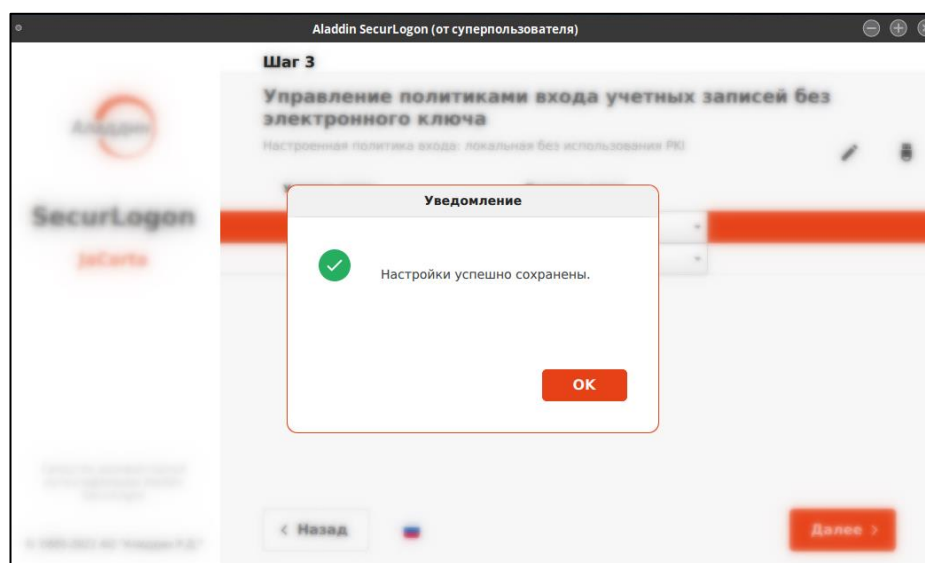 Aladdin SecurLogon (от суперпользователя)
Шаг 3
Управление политиками входа учетных записей без
электронного ключа
Настроенная политика входа: локальная без использования PKI
Аладдин
SecurLogon
JaCarta
Уведомление
Настройки успешно сохранены.
OK
< Назад
Далее >